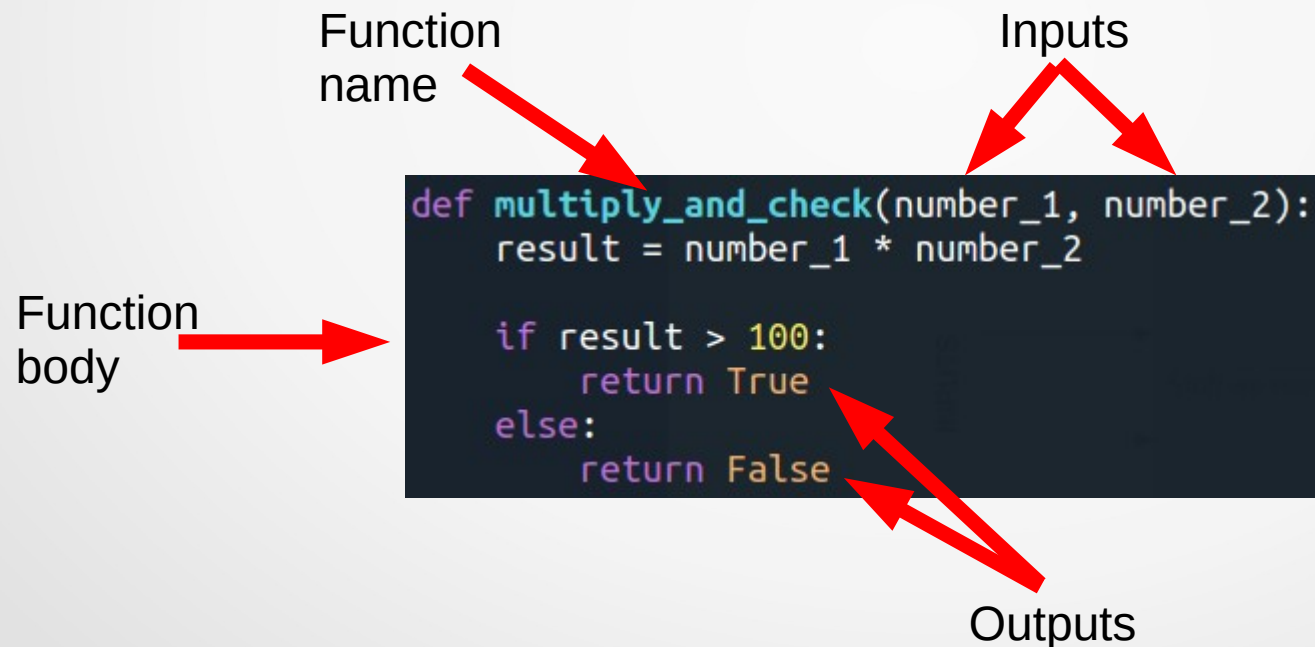 Function
name
Inputs
def multiply_and_check(number_1, number_2):
    result = number_1 * number_2
Function
body
    if result > 100:
        return True
    else:
        return False
Outputs